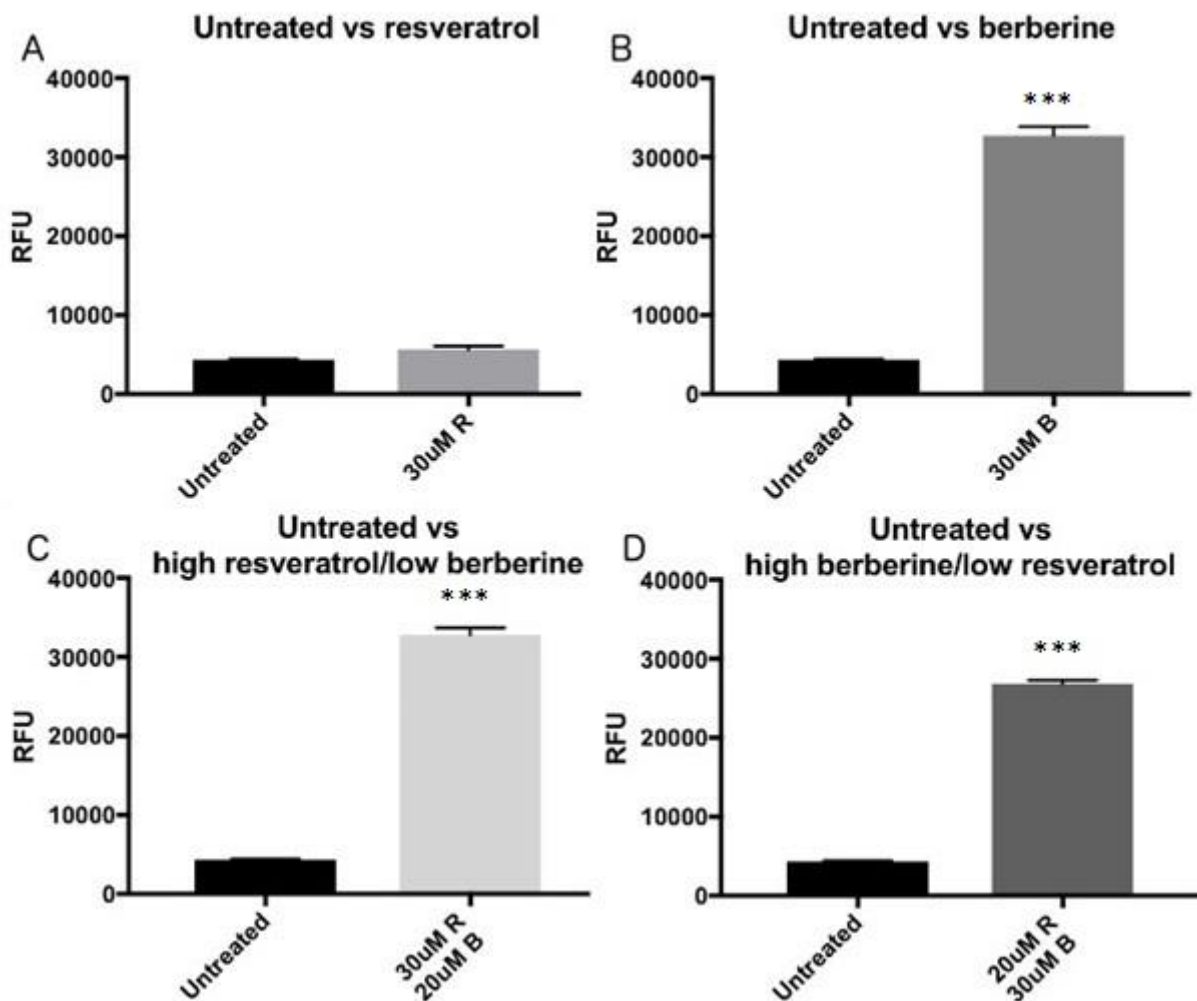 A
Untreated vs resveratrol
40000
30000
20000
10000
0
RFU
Untreated
30uM R
B
Untreated vs berberine
***
40000
30000
20000
10000
0
RFU
Untreated
30uM B
C
Untreated vs
high resveratrol/low berberine
***
40000
30000
20000
10000
0
RFU
Untreated
30uM R
20uM B
D
Untreated vs
high berberine/low resveratrol
***
40000
30000
20000
10000
0
RFU
Untreated
20uM R
30uM B